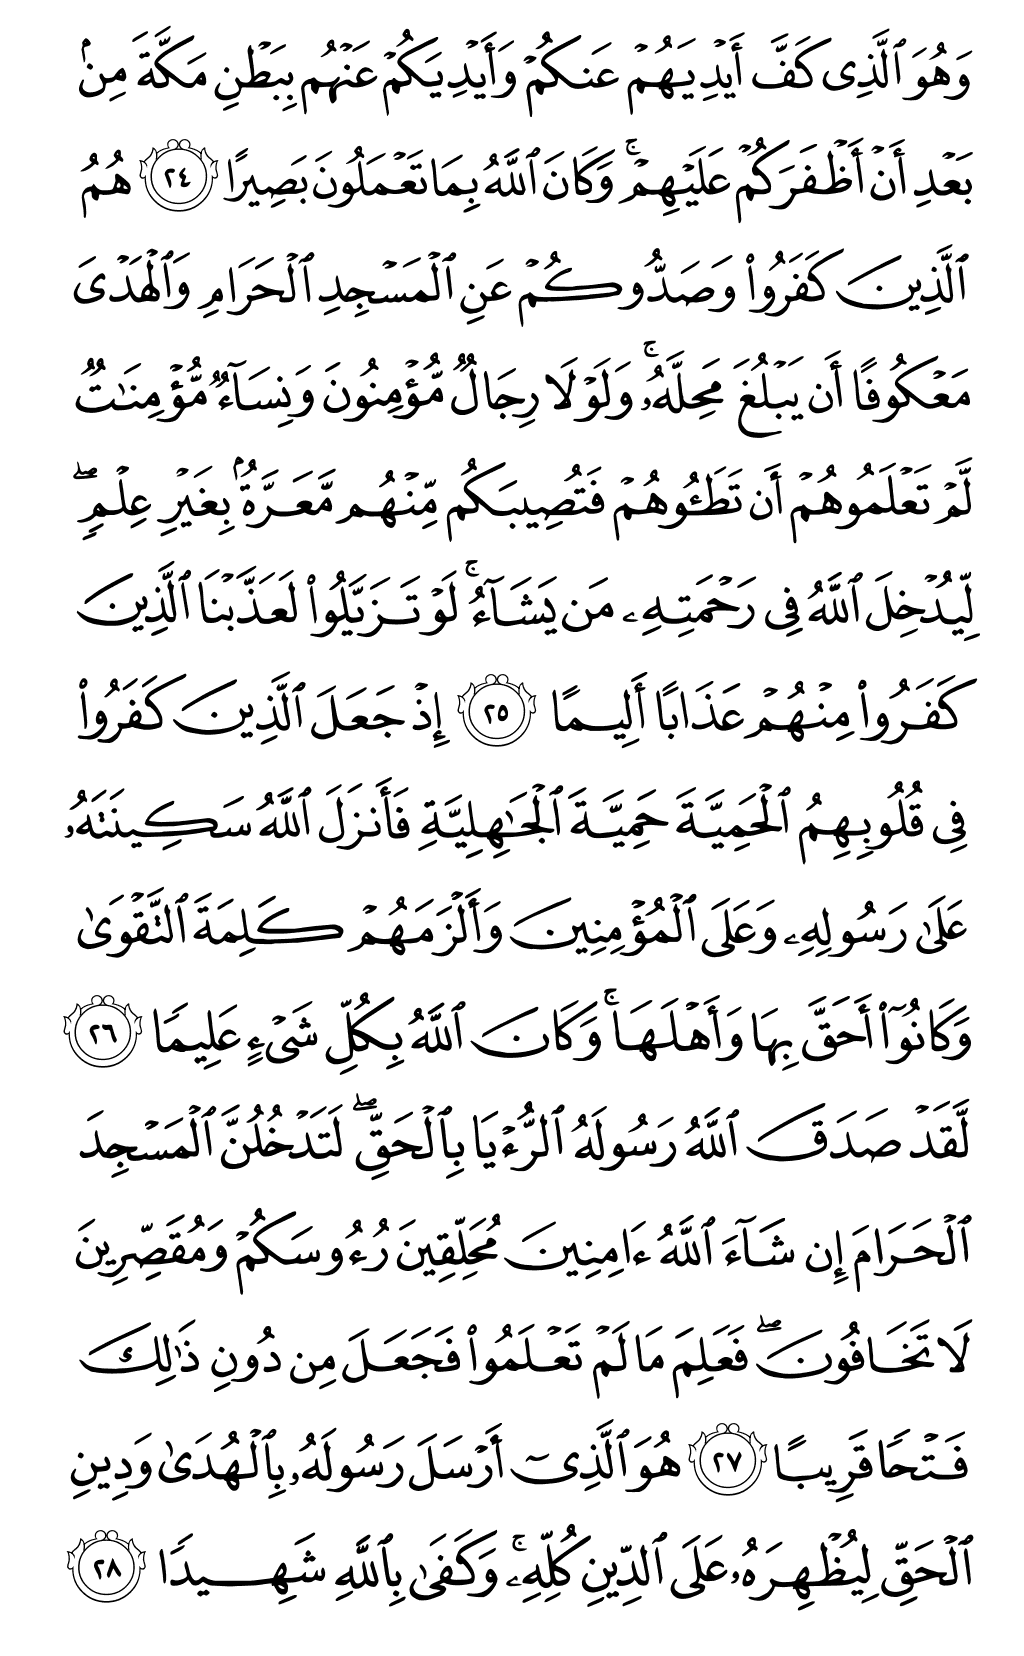 وَهُوَ ٱلَّذِى كَفَّ أَيْدِيَهُمْ عَنكُمْ وَأَيْدِيَكُمْ عَنْهُم بِبَطْنِ مَكَّةَ مِنۢ
بَعْدِ أَنْ أَظْفَرَكُمْ عَلَيْهِمْ ۚ وَكَانَ ٱللَّهُ بِمَا تَعْمَلُونَ بَصِيرًا ٢٤ هُمُ
ٱلَّذِينَ كَفَرُوا۟ وَصَدُّوكُمْ عَنِ ٱلْمَسْجِدِ ٱلْحَرَامِ وَٱلْهَدْىَ
مَعْكُوفًا أَن يَبْلُغَ مَحِلَّهُۥ ۚ وَلَوْلَا رِجَالٌ مُّؤْمِنُونَ وَنِسَآءٌ مُّؤْمِنَـٰتٌ
لَّمْ تَعْلَمُوهُمْ أَن تَطَـُٔوهُمْ فَتُصِيبَكُم مِّنْهُم مَّعَرَّةٌۢ بِغَيْرِ عِلْمٍ ۖ
لِّيُدْخِلَ ٱللَّهُ فِى رَحْمَتِهِۦ مَن يَشَآءُ ۚ لَوْ تَزَيَّلُوا۟ لَعَذَّبْنَا ٱلَّذِينَ
كَفَرُوا۟ مِنْهُمْ عَذَابًا أَلِيمًا ٢٥ إِذْ جَعَلَ ٱلَّذِينَ كَفَرُوا۟
فِى قُلُوبِهِمُ ٱلْحَمِيَّةَ حَمِيَّةَ ٱلْجَـٰهِلِيَّةِ فَأَنزَلَ ٱللَّهُ سَكِينَتَهُۥ
عَلَىٰ رَسُولِهِۦ وَعَلَى ٱلْمُؤْمِنِينَ وَأَلْزَمَهُمْ كَلِمَةَ ٱلتَّقْوَىٰ
وَكَانُوٓا۟ أَحَقَّ بِهَا وَأَهْلَهَا ۚ وَكَانَ ٱللَّهُ بِكُلِّ شَىْءٍ عَلِيمًا ٢٦
لَّقَدْ صَدَقَ ٱللَّهُ رَسُولَهُ ٱلرُّءْيَا بِٱلْحَقِّ ۖ لَتَدْخُلُنَّ ٱلْمَسْجِدَ
ٱلْحَرَامَ إِن شَآءَ ٱللَّهُ ءَامِنِينَ مُحَلِّقِينَ رُءُوسَكُمْ وَمُقَصِّرِينَ
لَا تَخَافُونَ ۖ فَعَلِمَ مَا لَمْ تَعْلَمُوا۟ فَجَعَلَ مِن دُونِ ذَٰلِكَ
فَتْحًا قَرِيبًا ٢٧ هُوَ ٱلَّذِىٓ أَرْسَلَ رَسُولَهُۥ بِٱلْهُدَىٰ وَدِينِ
ٱلْحَقِّ لِيُظْهِرَهُۥ عَلَى ٱلدِّينِ كُلِّهِۦ ۚ وَكَفَىٰ بِٱللَّهِ شَهِيدًا ٢٨